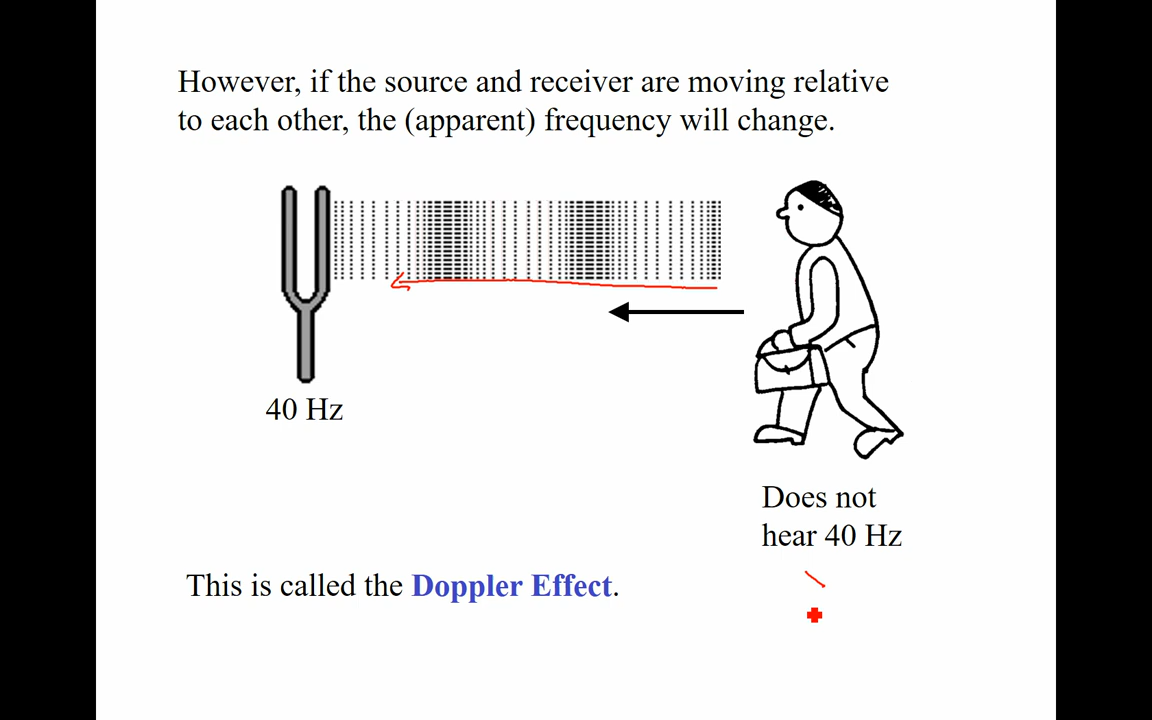 However, if the source and receiver are moving relative
to each other, the (apparent) frequency will change.
40 Hz
Does not
hear 40 Hz
This is called the Doppler Effect.